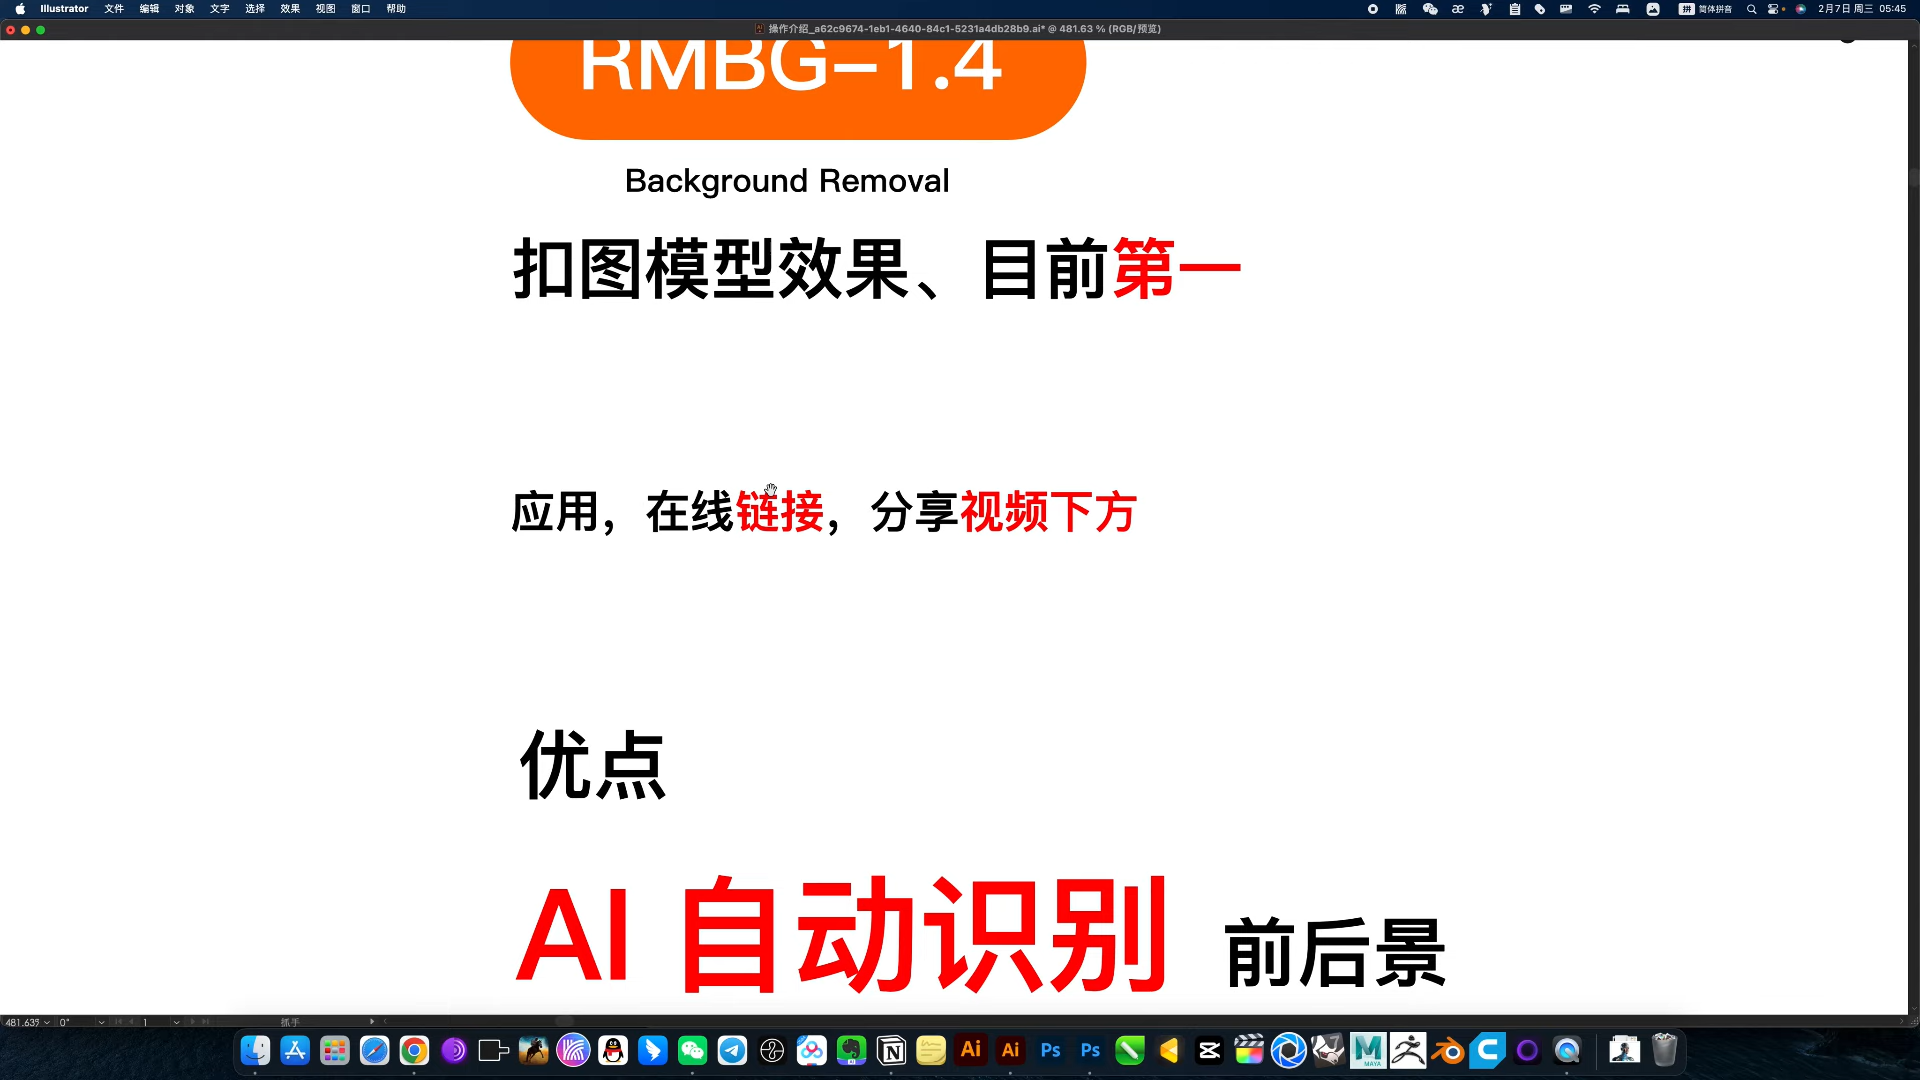 Illustrator 文件 编辑 对象 文字 选择 效果 视图 窗口 帮助 简体拼音 2月7日 周三 05:45
操作介绍_a62c9674-1eb1-4640-84c1-5231a4db28b9.ai* @ 481.63 % (RGB/预览)
RMBG-1.4
Background Removal
扣图模型效果、目前第一
应用，在线链接，分享视频下方
优点
AI 自动识别 前后景
481.63% 0° 1 抓手
Ai Ai Ps Ps MAYA